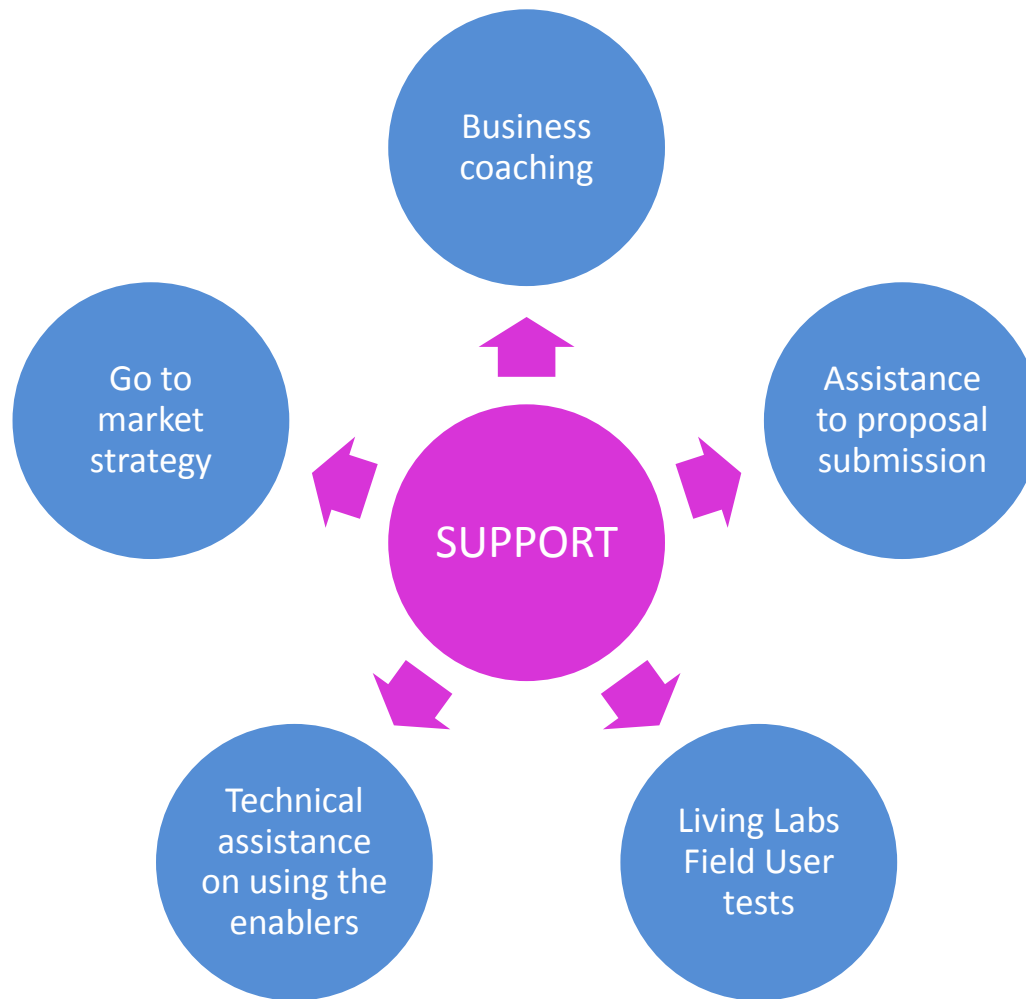 Business
coaching
Go to
market
strategy
Assistance
to proposal
submission
SUPPORT
Technical
assistance
on using the
enablers
Living Labs
Field User
tests